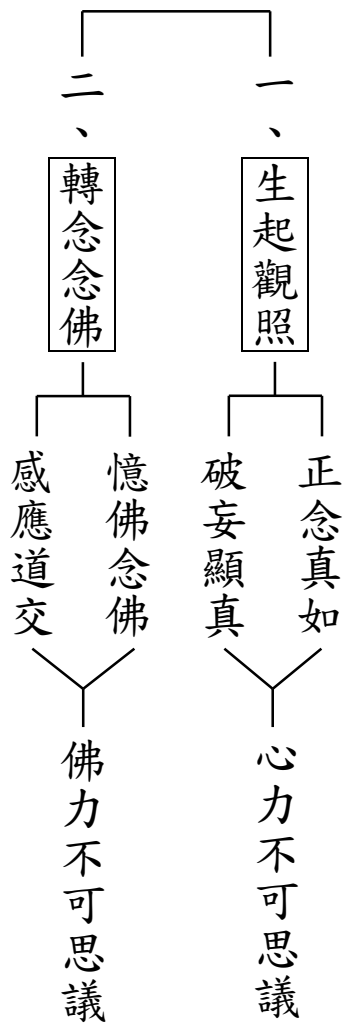 一、生起觀照
正念真如
破妄顯真
心力不可思議
二、轉念念佛
憶佛念佛
感應道交
佛力不可思議